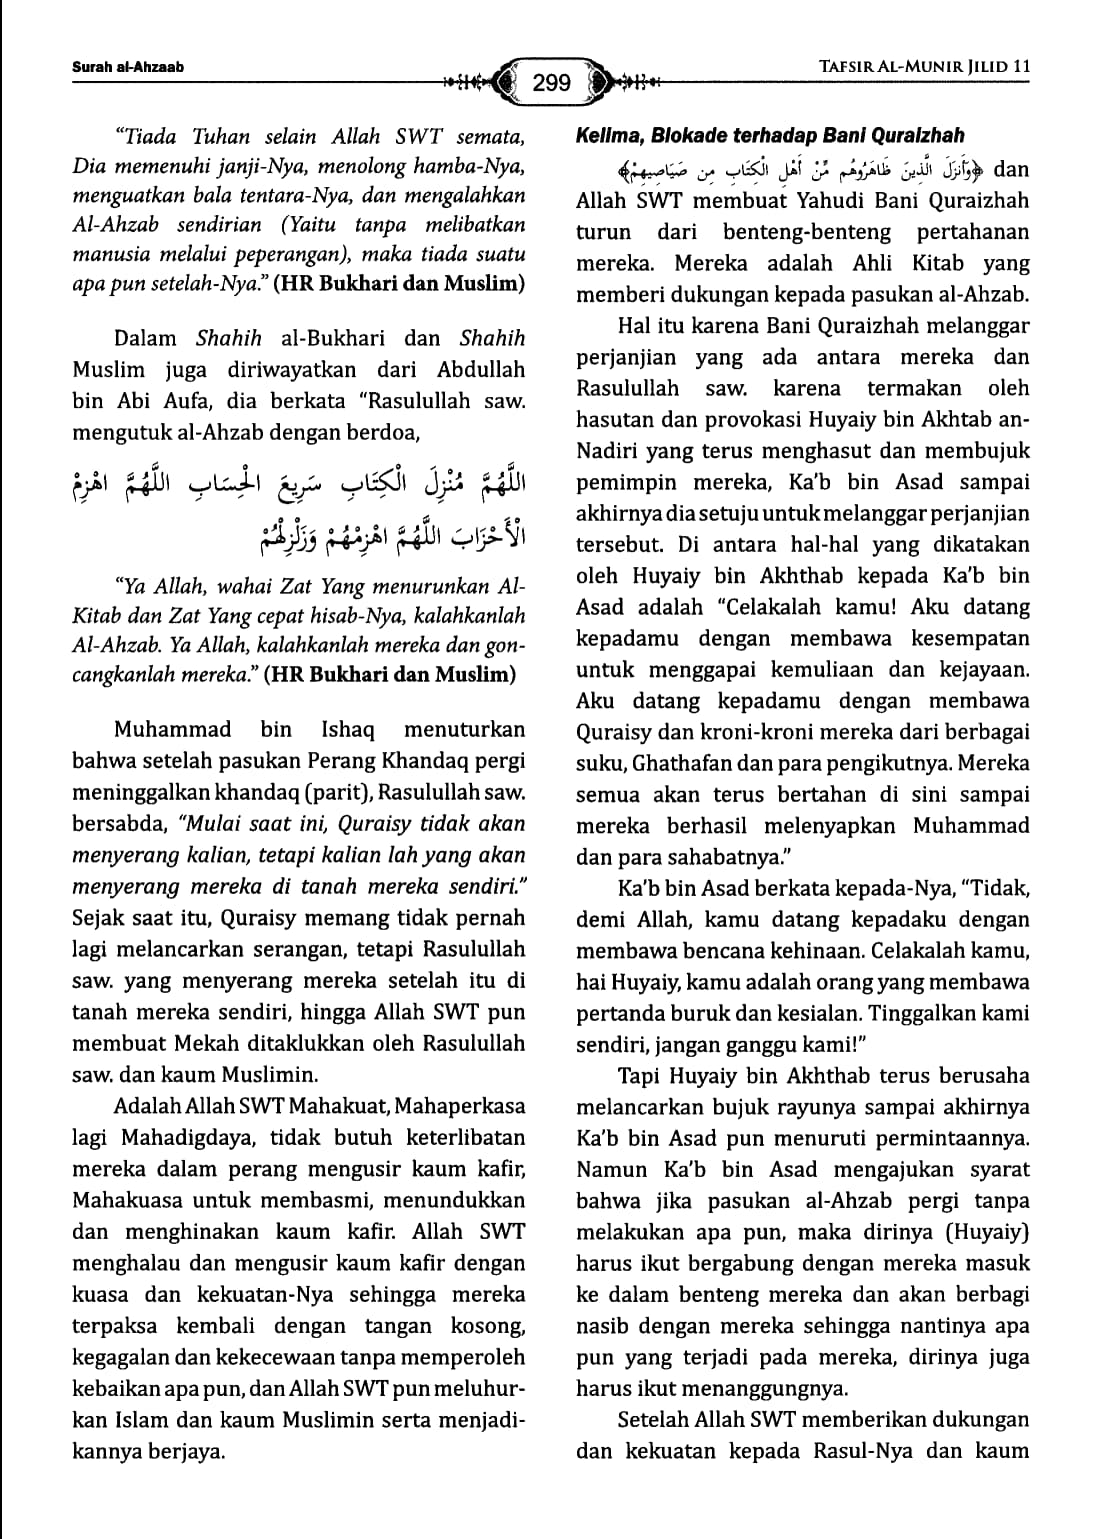 Surah al-Ahzaab
299
TAFSIR AL-MUNIR JILID 11
“Tiada Tuhan selain Allah SWT semata,
Dia memenuhi janji-Nya, menolong hamba-Nya,
menguatkan bala tentara-Nya, dan mengalahkan
Al-Ahzab sendirian (Yaitu tanpa melibatkan
manusia melalui peperangan), maka tiada suatu
apa pun setelah-Nya.” (HR Bukhari dan Muslim)
Dalam Shahih al-Bukhari dan Shahih
Muslim juga diriwayatkan dari Abdullah
bin Abi Aufa, dia berkata “Rasulullah saw.
mengutuk al-Ahzab dengan berdoa,
اللَّهُمَّ مُنْزِلَ الْكِتَابِ سَرِيعَ الْحِسَابِ اللَّهُمَّ اهْزِمْ
الْأَحْزَابَ اللَّهُمَّ اهْزِمْهُمْ وَزَلْزِلْهُمْ
“Ya Allah, wahai Zat Yang menurunkan Al-
Kitab dan Zat Yang cepat hisab-Nya, kalahkanlah
Al-Ahzab. Ya Allah, kalahkanlah mereka dan gon-
cangkanlah mereka.” (HR Bukhari dan Muslim)
Muhammad bin Ishaq menuturkan
bahwa setelah pasukan Perang Khandaq pergi
meninggalkan khandaq (parit), Rasulullah saw.
bersabda, “Mulai saat ini, Quraisy tidak akan
menyerang kalian, tetapi kalian lah yang akan
menyerang mereka di tanah mereka sendiri.”
Sejak saat itu, Quraisy memang tidak pernah
lagi melancarkan serangan, tetapi Rasulullah
saw. yang menyerang mereka setelah itu di
tanah mereka sendiri, hingga Allah SWT pun
membuat Mekah ditaklukkan oleh Rasulullah
saw. dan kaum Muslimin.
Adalah Allah SWT Mahakuat, Mahaperkasa
lagi Mahadigdaya, tidak butuh keterlibatan
mereka dalam perang mengusir kaum kafir,
Mahakuasa untuk membasmi, menundukkan
dan menghinakan kaum kafir. Allah SWT
menghalau dan mengusir kaum kafir dengan
kuasa dan kekuatan-Nya sehingga mereka
terpaksa kembali dengan tangan kosong,
kegagalan dan kekecewaan tanpa memperoleh
kebaikan apa pun, dan Allah SWT pun meluhur-
kan Islam dan kaum Muslimin serta menjadi-
kannya berjaya.
Kelima, Blokade terhadap Bani Quraizhah
﴿وَأَنزَلَ الَّذِينَ ظَاهَرُوهُم مِّنْ أَهْلِ الْكِتَابِ مِن صَيَاصِيهِمْ﴾ dan
Allah SWT membuat Yahudi Bani Quraizhah
turun dari benteng-benteng pertahanan
mereka. Mereka adalah Ahli Kitab yang
memberi dukungan kepada pasukan al-Ahzab.
Hal itu karena Bani Quraizhah melanggar
perjanjian yang ada antara mereka dan
Rasulullah saw. karena termakan oleh
hasutan dan provokasi Huyaiy bin Akhtab an-
Nadiri yang terus menghasut dan membujuk
pemimpin mereka, Ka’b bin Asad sampai
akhirnya dia setuju untuk melanggar perjanjian
tersebut. Di antara hal-hal yang dikatakan
oleh Huyaiy bin Akhthab kepada Ka’b bin
Asad adalah “Celakalah kamu! Aku datang
kepadamu dengan membawa kesempatan
untuk menggapai kemuliaan dan kejayaan.
Aku datang kepadamu dengan membawa
Quraisy dan kroni-kroni mereka dari berbagai
suku, Ghathafan dan para pengikutnya. Mereka
semua akan terus bertahan di sini sampai
mereka berhasil melenyapkan Muhammad
dan para sahabatnya.”
Ka’b bin Asad berkata kepada-Nya, “Tidak,
demi Allah, kamu datang kepadaku dengan
membawa bencana kehinaan. Celakalah kamu,
hai Huyaiy, kamu adalah orang yang membawa
pertanda buruk dan kesialan. Tinggalkan kami
sendiri, jangan ganggu kami!”
Tapi Huyaiy bin Akhthab terus berusaha
melancarkan bujuk rayunya sampai akhirnya
Ka’b bin Asad pun menuruti permintaannya.
Namun Ka’b bin Asad mengajukan syarat
bahwa jika pasukan al-Ahzab pergi tanpa
melakukan apa pun, maka dirinya (Huyaiy)
harus ikut bergabung dengan mereka masuk
ke dalam benteng mereka dan akan berbagi
nasib dengan mereka sehingga nantinya apa
pun yang terjadi pada mereka, dirinya juga
harus ikut menanggungnya.
Setelah Allah SWT memberikan dukungan
dan kekuatan kepada Rasul-Nya dan kaum